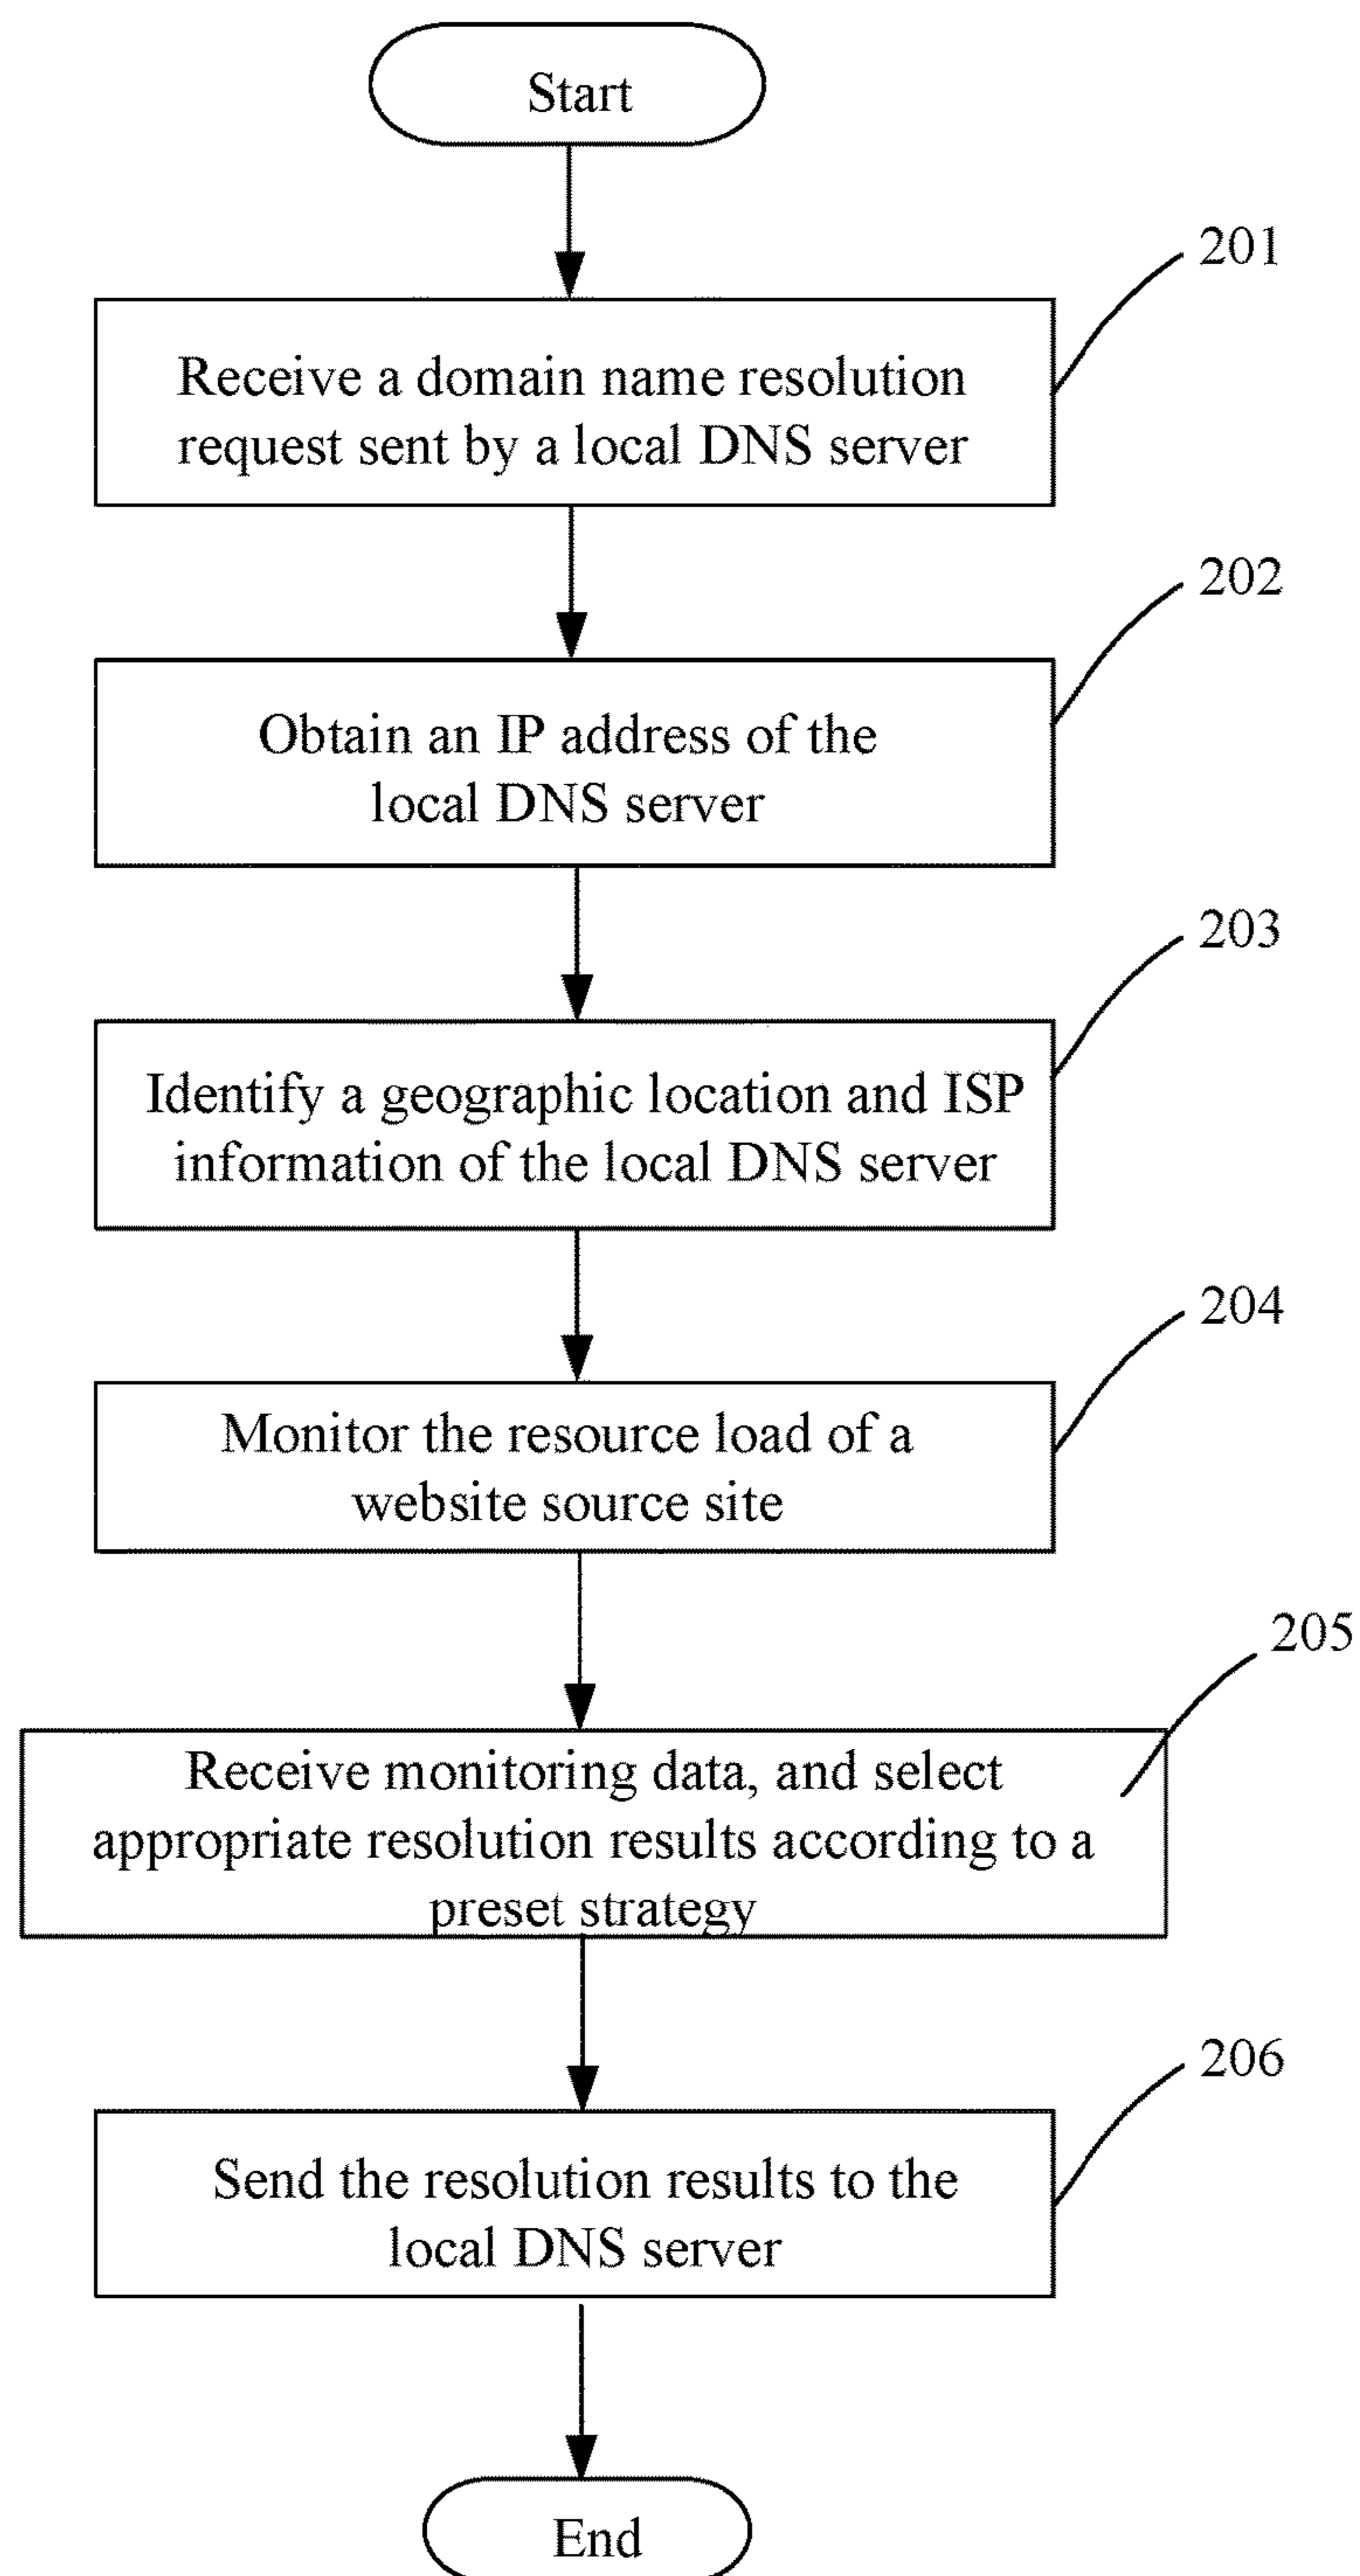 Start
201
Receive a domain name resolution
request sent by a local DNS server
202
Obtain an IP address of the
local DNS server
203
Identify a geographic location and ISP
information of the local DNS server
204
Monitor the resource load of a
website source site
205
Receive monitoring data, and select
appropriate resolution results according to a
preset strategy
206
Send the resolution results to the
local DNS server
End